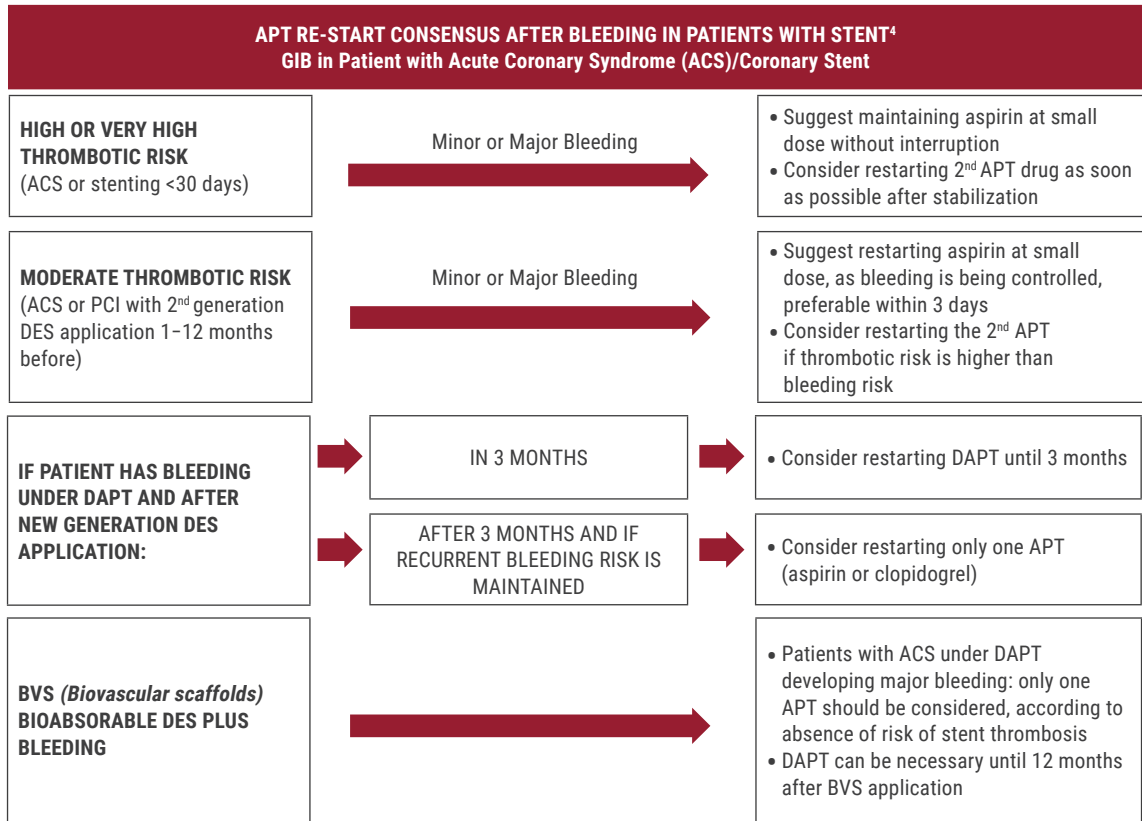 APT RE-START CONSENSUS AFTER BLEEDING IN PATIENTS WITH STENT⁴
GIB in Patient with Acute Coronary Syndrome (ACS)/Coronary Stent
HIGH OR VERY HIGH
THROMBOTIC RISK
(ACS or stenting <30 days)
Minor or Major Bleeding
• Suggest maintaining aspirin at small
dose without interruption
• Consider restarting 2nd APT drug as soon
as possible after stabilization
MODERATE THROMBOTIC RISK
(ACS or PCI with 2nd generation
DES application 1–12 months
before)
Minor or Major Bleeding
• Suggest restarting aspirin at small
dose, as bleeding is being controlled,
preferable within 3 days
• Consider restarting the 2nd APT
if thrombotic risk is higher than
bleeding risk
IF PATIENT HAS BLEEDING
UNDER DAPT AND AFTER
NEW GENERATION DES
APPLICATION:
IN 3 MONTHS
• Consider restarting DAPT until 3 months
AFTER 3 MONTHS AND IF
RECURRENT BLEEDING RISK IS
MAINTAINED
• Consider restarting only one APT
(aspirin or clopidogrel)
BVS (Biovascular scaffolds)
BIOABSORABLE DES PLUS
BLEEDING
• Patients with ACS under DAPT
developing major bleeding: only one
APT should be considered, according to
absence of risk of stent thrombosis
• DAPT can be necessary until 12 months
after BVS application